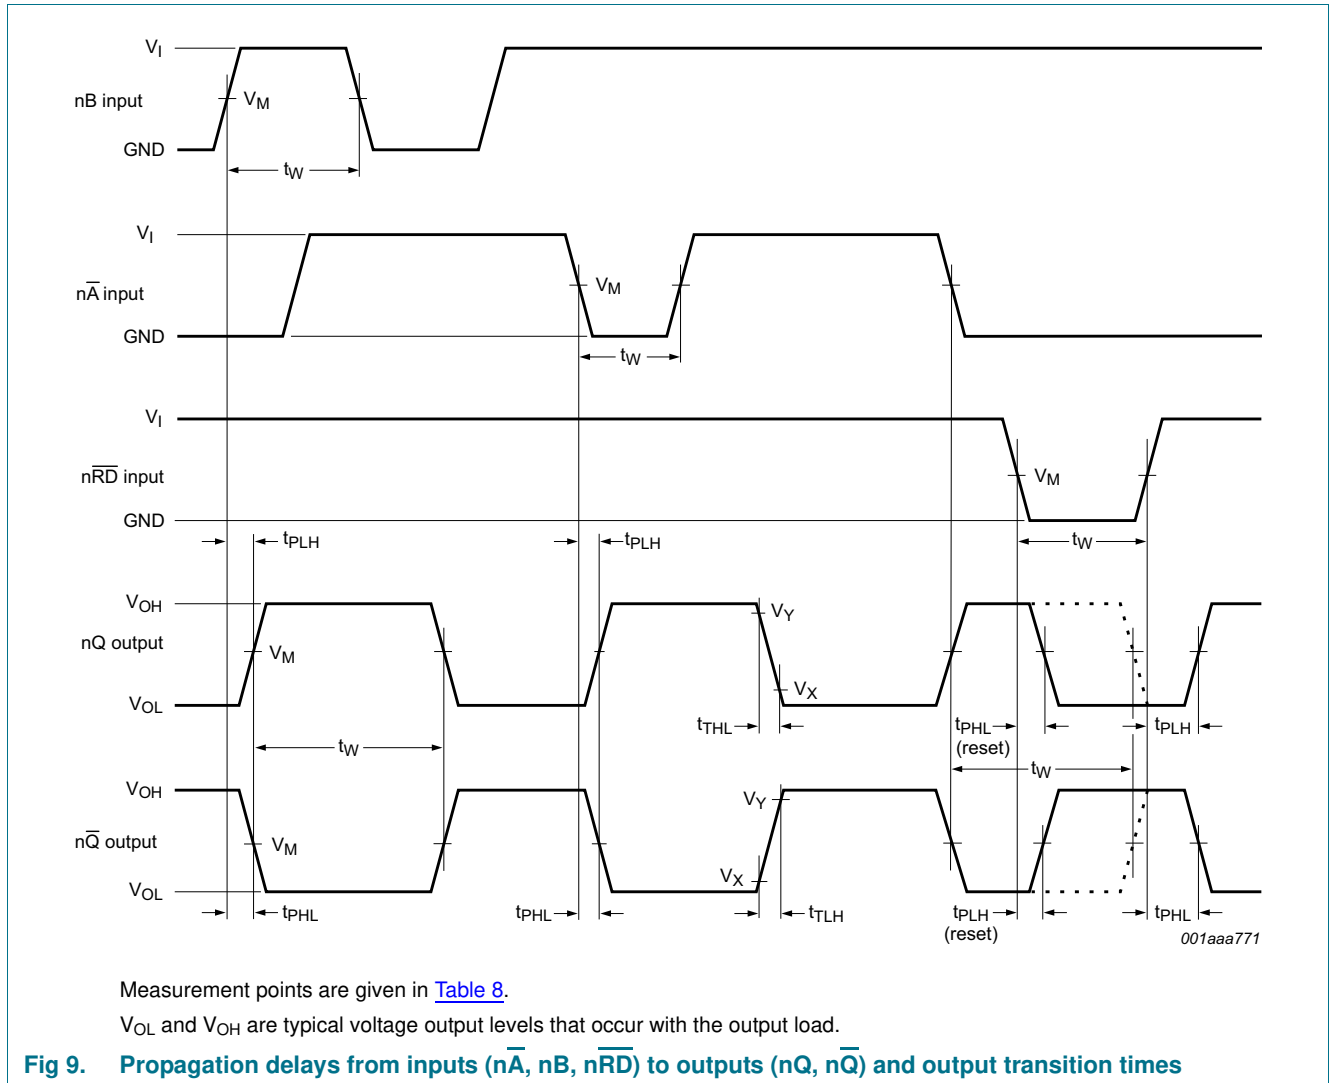 VI
nB input
VM
GND
tW
VI
nA̅ input
VM
GND
tW
VI
nR̅D̅ input
VM
GND
tPLH
tPLH
tW
VOH
VY
nQ output
VM
VX
VOL
tTHL
tPHL
(reset)
tPLH
tW
tW
VOH
VY
nQ̅ output
VM
VX
VOL
tPHL
tPHL
tTLH
tPLH
(reset)
tPHL
001aaa771
Measurement points are given in Table 8.
VOL and VOH are typical voltage output levels that occur with the output load.
Fig 9. Propagation delays from inputs (nA̅, nB, nR̅D̅) to outputs (nQ, nQ̅) and output transition times